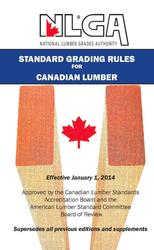 NLGA
NATIONAL LUMBER GRADES AUTHORITY
STANDARD GRADING RULES
FOR
CANADIAN LUMBER
Effective January 1, 2014
Approved by the Canadian Lumber Standards
Accreditation Board and the
American Lumber Standard Committee
Board of Review
Supersedes all previous editions and supplements